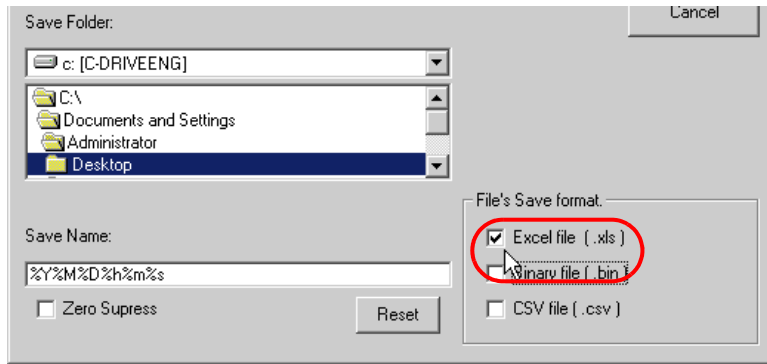 Cancel
Save Folder:
c: [C-DRIVEENG]
C:\
Documents and Settings
Administrator
Desktop
File's Save format.
Excel file ( .xls )
Save Name:
Binary file ( .bin )
%Y%M%D%h%m%s
Zero Supress
Reset
CSV file ( .csv )